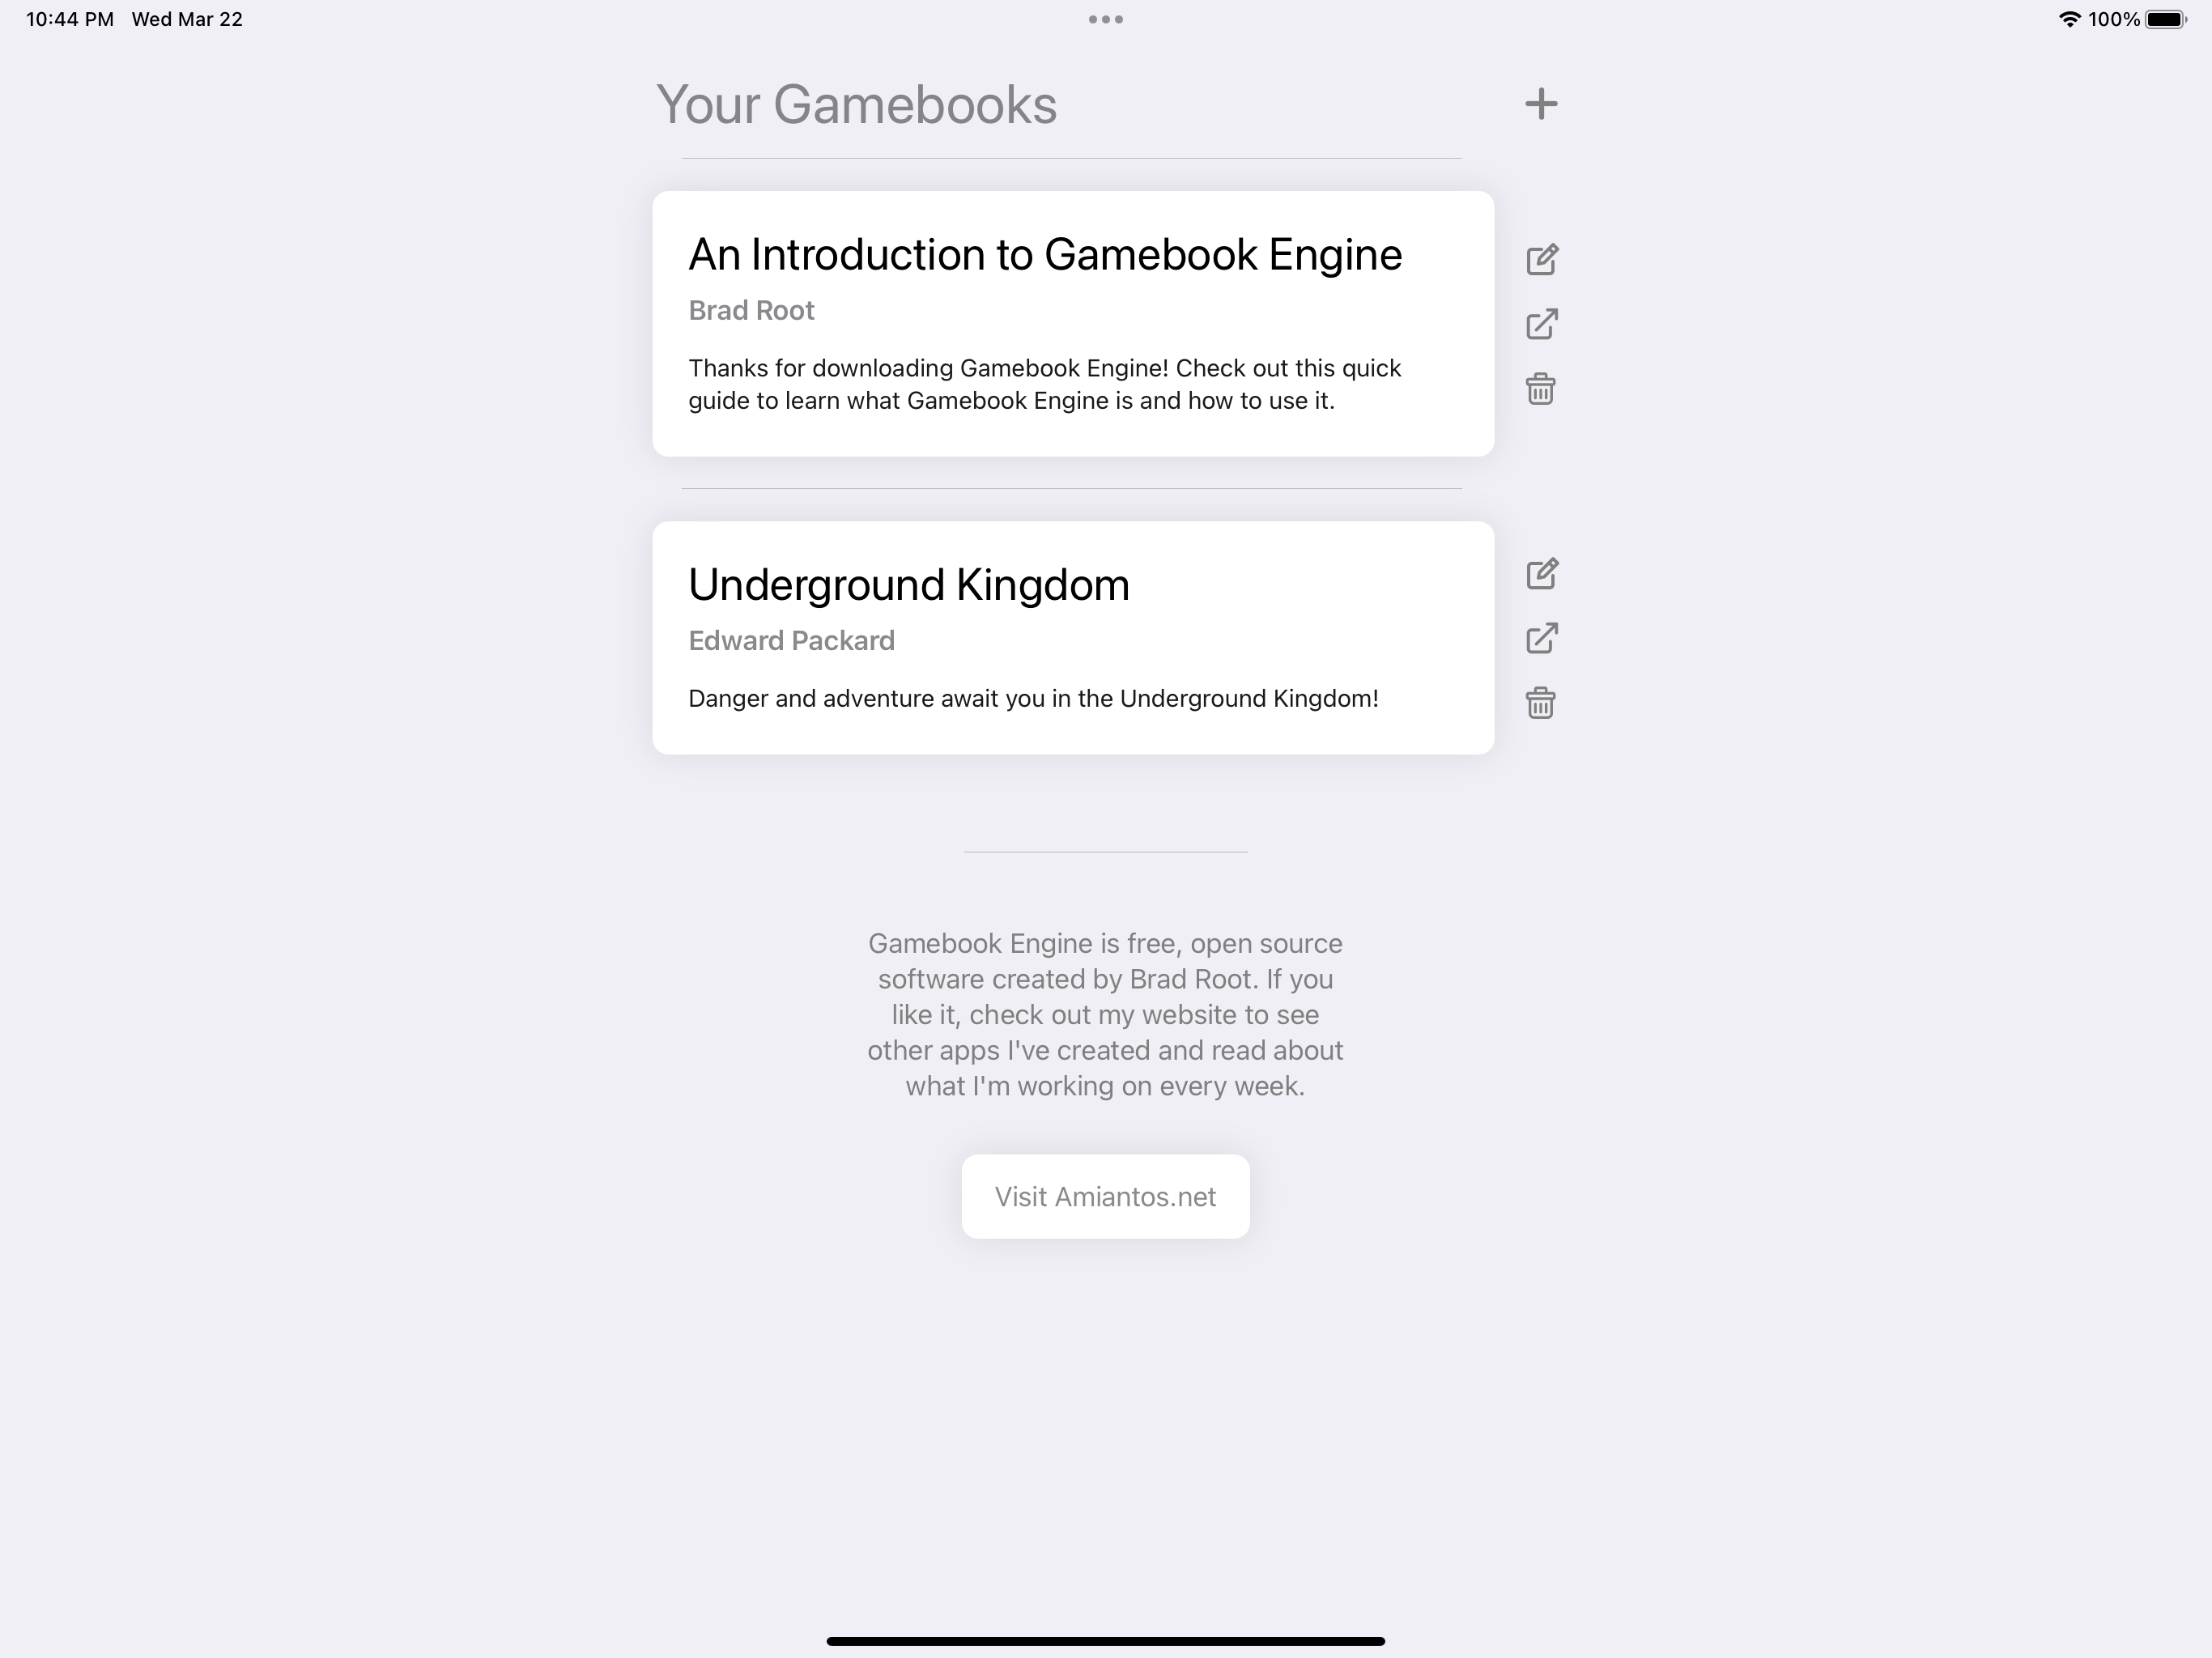 10:44 PM Wed Mar 22
100%
Your Gamebooks
An Introduction to Gamebook Engine
Brad Root
Thanks for downloading Gamebook Engine! Check out this quick
guide to learn what Gamebook Engine is and how to use it.
Underground Kingdom
Edward Packard
Danger and adventure await you in the Underground Kingdom!
Gamebook Engine is free, open source
software created by Brad Root. If you
like it, check out my website to see
other apps I've created and read about
what I'm working on every week.
Visit Amiantos.net